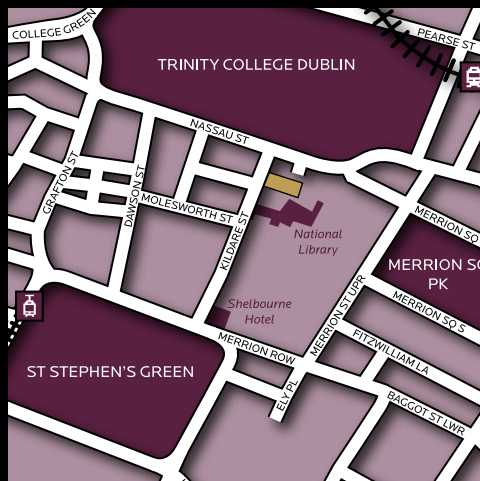 COLLEGE GREEN
PEARSE ST
TRINITY COLLEGE DUBLIN
NASSAU ST
GRAFTON ST
DAWSON ST
MOLESWORTH ST
KILDARE ST
National
Library
MERRION SQ
MERRION SQ
PK
MERRION SQ S
MERRION ST UPR
Shelbourne
Hotel
FITZWILLIAM LA
MERRION ROW
ST STEPHEN'S GREEN
ELY PL
BAGGOT ST LWR